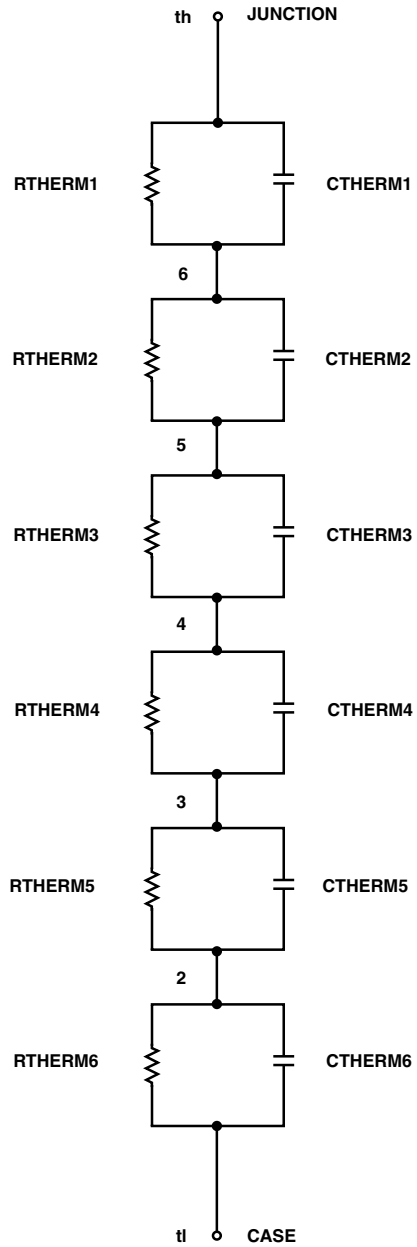 th JUNCTION
RTHERM1 CTHERM1
6
RTHERM2 CTHERM2
5
RTHERM3 CTHERM3
4
RTHERM4 CTHERM4
3
RTHERM5 CTHERM5
2
RTHERM6 CTHERM6
tl CASE